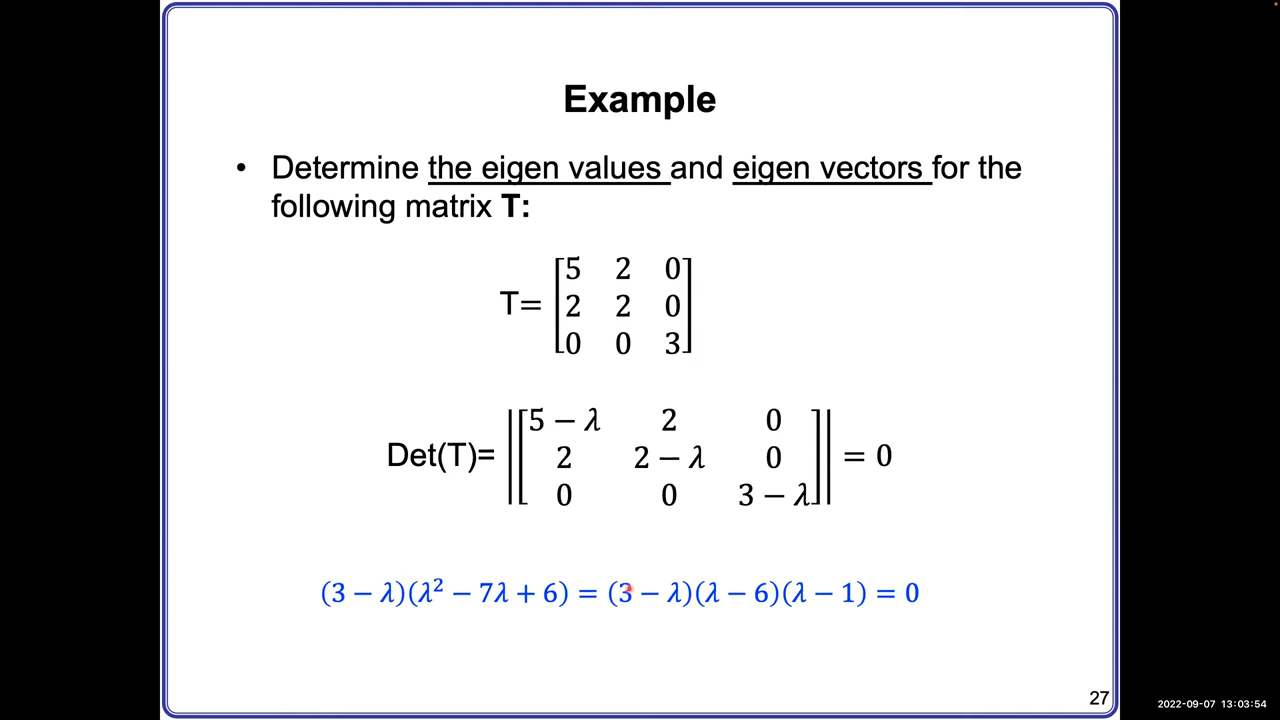 Example
• Determine the eigen values and eigen vectors for the
following matrix T:
T= [5 2 0
2 2 0
0 0 3]
Det(T)= |[5 − λ 2 0
2 2 − λ 0
0 0 3 − λ]| = 0
(3 − λ)(λ² − 7λ + 6) = (3 − λ)(λ − 6)(λ − 1) = 0
27
2022-09-07 13:03:54